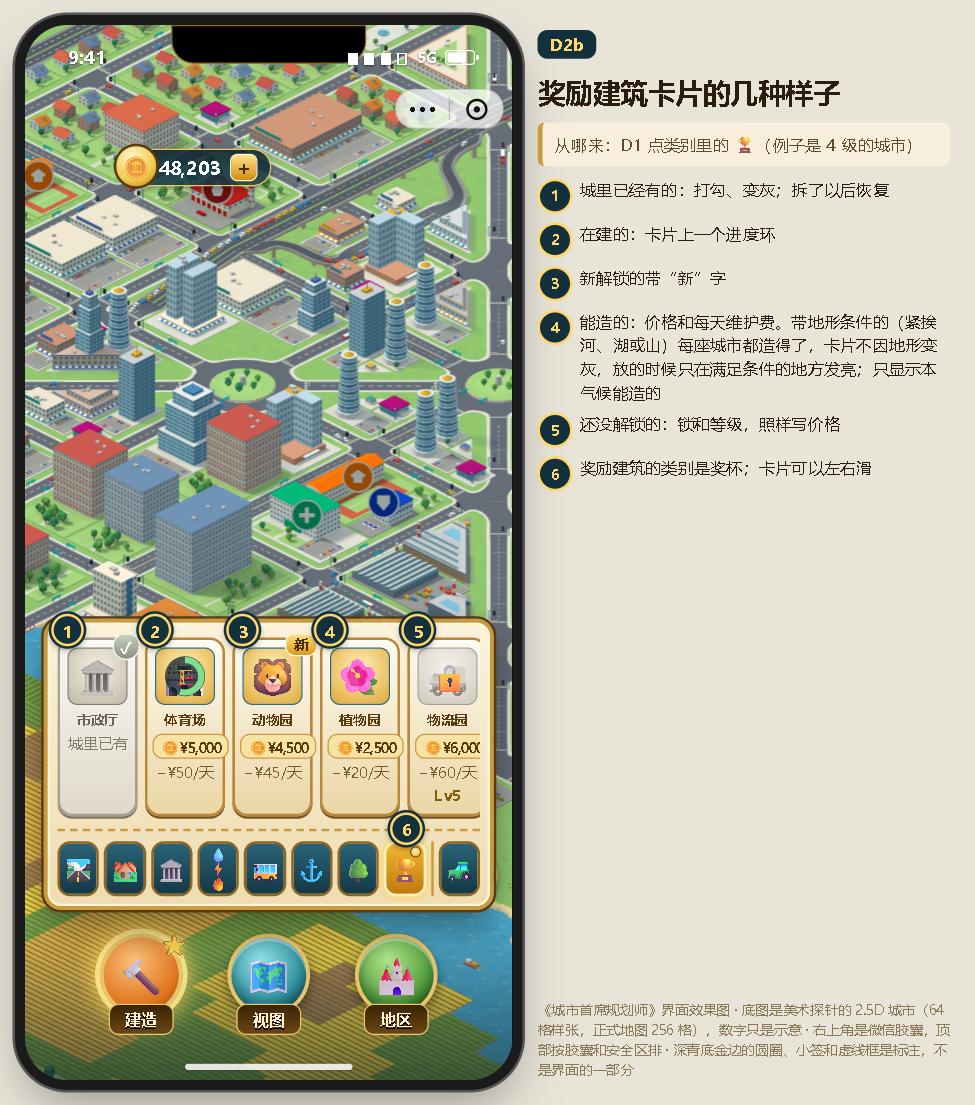 9:41
5G
48,203
+
1
2
3
4
5
新
市政厅
体育场
动物园
植物园
物流园
城里已有
¥5,000
¥4,500
¥2,500
¥6,000
-¥50/天
-¥45/天
-¥20/天
-¥60/天
Lv5
6
建造
视图
地区
D2b
奖励建筑卡片的几种样子
从哪来：D1 点类别里的 🏆（例子是 4 级的城市）
1 城里已经有的：打勾、变灰；拆了以后恢复
2 在建的：卡片上一个进度环
3 新解锁的带“新”字
4 能造的：价格和每天维护费。带地形条件的（紧挨
河、湖或山）每座城市都造得了，卡片不因地形变
灰，放的时候只在满足条件的地方发亮；只显示本
气候能造的
5 还没解锁的：锁和等级，照样写价格
6 奖励建筑的类别是奖杯；卡片可以左右滑
《城市首席规划师》界面效果图 · 底图是美术探针的 2.5D 城市（64
格样张，正式地图 256 格），数字只是示意 · 右上角是微信胶囊，顶
部按胶囊和安全区排 · 深青底金边的圆圈、小签和虚线框是标注，不
是界面的一部分